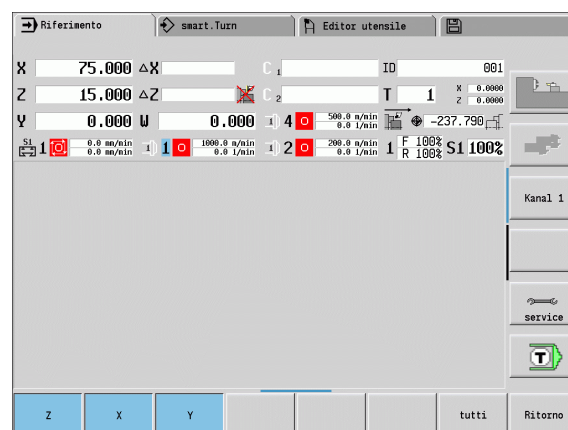 Riferimento smart.Turn Editor utensile
X 75.000 △X C 1 ID 001
Z 15.000 △Z C 2 T 1 X 0.0000 Z 0.0000
Y 0.000 W 0.000 4 500.0 m/min 0.0 1/min -237.790
S1 1 0.0 mm/min 0.0 m/min 1 1000.0 m/min 0.0 1/min 2 200.0 m/min 0.0 1/min 1 F 100% R 100% S1 100%
Kanal 1
service
T
Z X Y tutti Ritorno